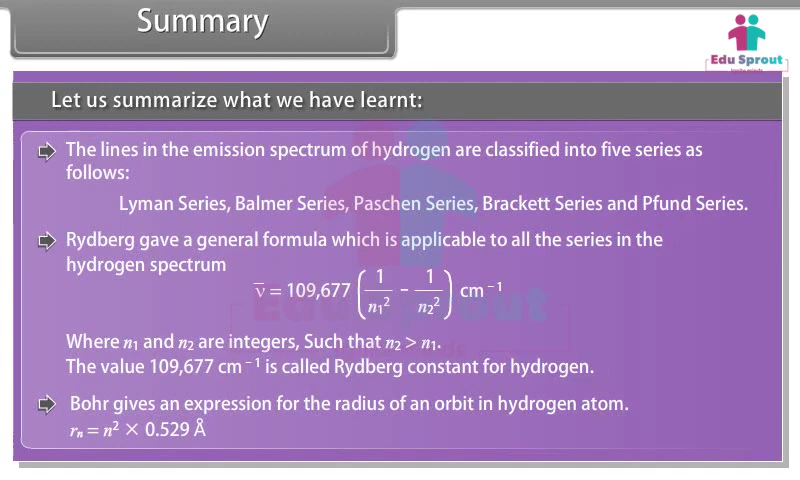 Summary
Edu Sprout
Let us summarize what we have learnt:
The lines in the emission spectrum of hydrogen are classified into five series as
follows:
Lyman Series, Balmer Series, Paschen Series, Brackett Series and Pfund Series.
Rydberg gave a general formula which is applicable to all the series in the
hydrogen spectrum
ν̅ = 109,677 (1/n₁² - 1/n₂²) cm⁻¹
Where n₁ and n₂ are integers, Such that n₂ > n₁.
The value 109,677 cm⁻¹ is called Rydberg constant for hydrogen.
Bohr gives an expression for the radius of an orbit in hydrogen atom.
rₙ = n² × 0.529 Å